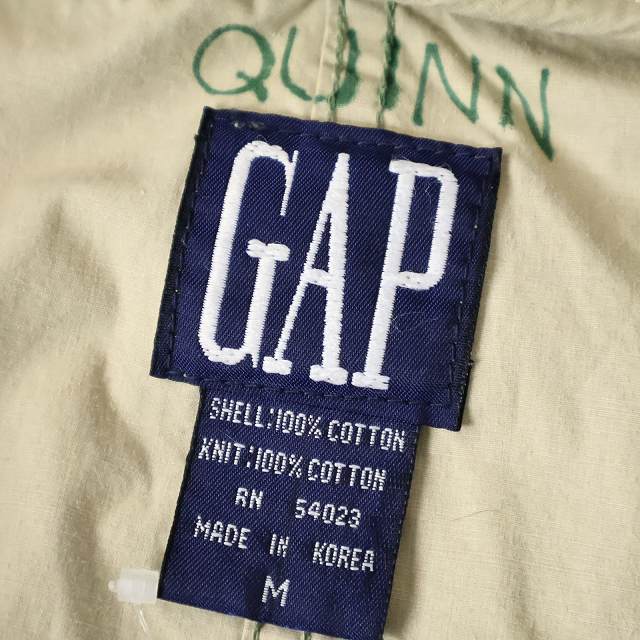 QUINN
GAP
SHELL:100% COTTON
KNIT:100% COTTON
RN 54023
MADE IN KOREA
M